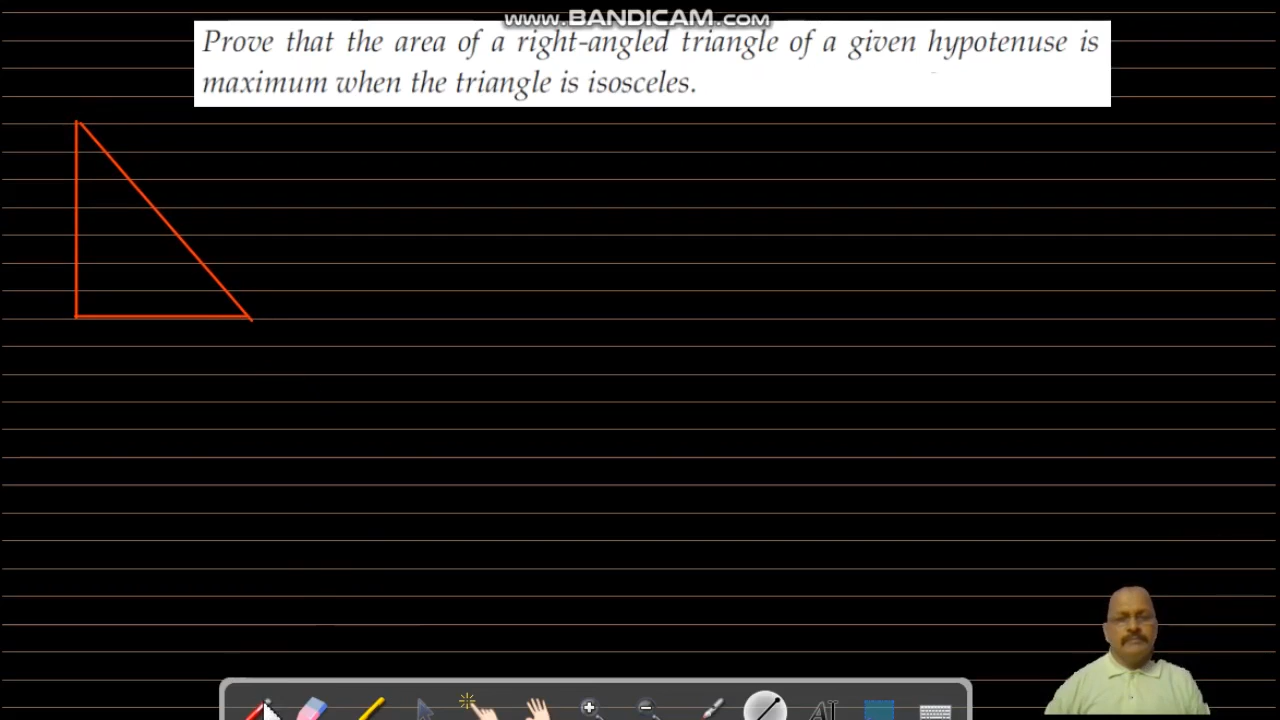 www.BANDICAM.com
Prove that the area of a right-angled triangle of a given hypotenuse is
maximum when the triangle is isosceles.
AI